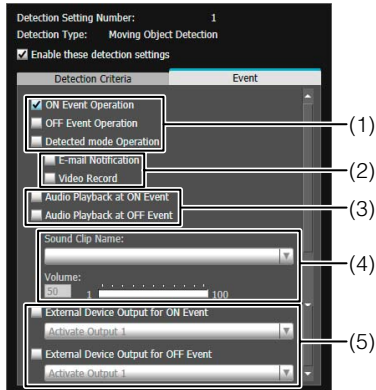 Detection Setting Number: 1
Detection Type: Moving Object Detection
Enable these detection settings
Detection Criteria Event
ON Event Operation
OFF Event Operation
Detected mode Operation
(1)
E-mail Notification
Video Record
(2)
Audio Playback at ON Event
Audio Playback at OFF Event
(3)
Sound Clip Name:
Volume:
50 1 100
(4)
External Device Output for ON Event
Activate Output 1
External Device Output for OFF Event
Activate Output 1
(5)